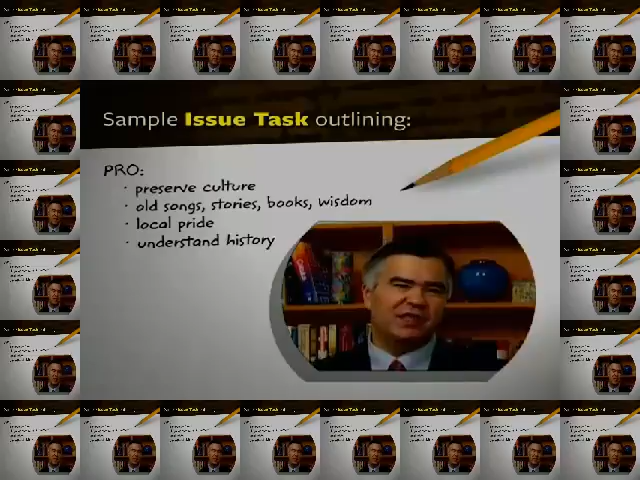 Sample Issue Task outlining:
PRO:
· preserve culture
· old songs, stories, books, wisdom
· local pride
· understand history